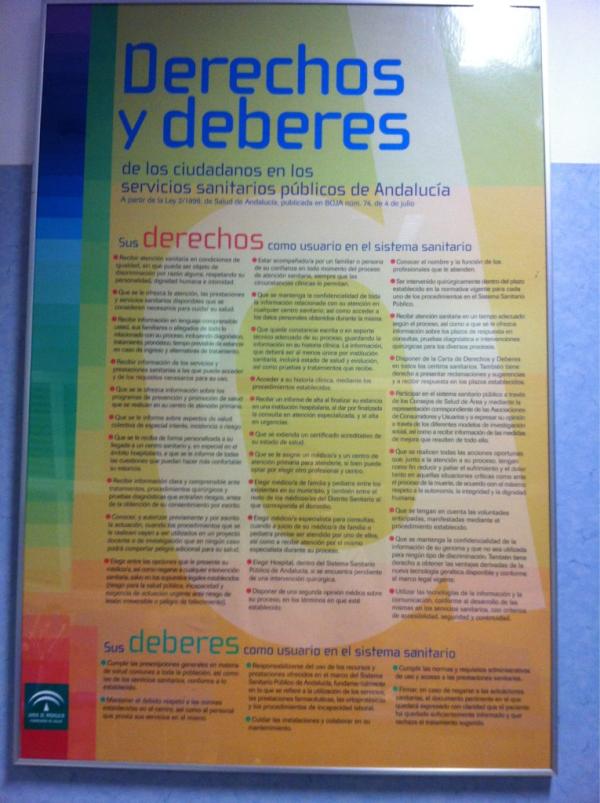 Derechos
y deberes
de los ciudadanos en los
servicios sanitarios públicos de Andalucía
A partir de la Ley 2/1998, de Salud de Andalucía, publicada en BOJA núm. 74, de 4 de julio
Sus derechos como usuario en el sistema sanitario
Recibir atención sanitaria en condiciones de
igualdad, sin que pueda ser objeto de
discriminación por razón alguna, respetando su
personalidad, dignidad humana e intimidad.
Que se le ofrezca la atención, las prestaciones
y servicios sanitarios disponibles que se
consideren necesarios para cuidar su salud.
Recibir información en lenguaje comprensible
usted, sus familiares o allegados de todo lo
relacionado con su proceso, incluyendo diagnóstico,
tratamiento, pronóstico, tiempo previsible de estancia
en caso de ingreso y alternativas de tratamiento.
Recibir información de los servicios y
prestaciones sanitarias a las que puede acceder
y de los requisitos necesarios para su uso.
Que se le ofrezca información sobre los
programas de prevención y promoción de salud
que se realizan en su centro de atención primaria.
Que se le informe sobre aspectos de salud
colectiva de especial interés, incidencia o riesgo.
Que se le reciba de forma personalizada a su
llegada a un centro sanitario y, en especial en el
ámbito hospitalario, a que se le informe de todas
las cuestiones que puedan hacer más confortable
su estancia.
Recibir información clara y comprensible ante
tratamientos, procedimientos quirúrgicos y
pruebas diagnósticas que entrañen riesgos, antes
de la obtención de su consentimiento por escrito.
Conocer, y autorizar previamente y por escrito
la actuación, cuando los procedimientos que se
le realicen vayan a ser utilizados en un proyecto
docente o de investigación que en ningún caso
podrá comportar peligro adicional para su salud.
Elegir entre las opciones que le presente su
médico/a, así como negarse a cualquier intervención
sanitaria, salvo en los supuestos legales establecidos
(riesgo para la salud pública, incapacidad y
exigencia de actuación urgente ante riesgo de
lesión irreversible o peligro de fallecimiento).
Estar acompañado/a por un familiar o persona
de su confianza en todo momento del proceso
de atención sanitaria, siempre que las
circunstancias clínicas lo permitan.
Que se mantenga la confidencialidad de toda
la información relacionada con su atención en
cualquier centro sanitario; así como acceder a
los datos personales obtenidos durante la misma.
Que quede constancia escrita o en soporte
técnico adecuado de su proceso, guardando la
información en su historia clínica. La información,
que deberá ser al menos única por institución
sanitaria, incluirá estado de salud y evolución,
así como pruebas y tratamientos que recibe.
Acceder a su historia clínica, mediante los
procedimientos establecidos.
Recibir un informe de alta al finalizar su estancia
en una institución hospitalaria, al dar por finalizada
la consulta en atención especializada, y al alta
en urgencias.
Que se extienda un certificado acreditativo de
su estado de salud.
Que se le asigne un médico/a y un centro de
atención primaria para atenderle, si bien puede
optar por elegir otro profesional y centro.
Elegir médico/a de familia y pediatra entre los
existentes en su municipio, y también entre el
resto de los médicos/as del Distrito Sanitario al
que corresponda el domicilio.
Elegir médico/a especialista para consultas,
cuando a juicio de su médico/a de familia o
pediatra precise ser atendido por uno de ellos,
así como a recibir atención por el mismo
especialista durante su proceso.
Elegir Hospital, dentro del Sistema Sanitario
Público de Andalucía, si se encuentra pendiente
de una intervención quirúrgica.
Disponer de una segunda opinión médica sobre
su proceso, en los términos en que esté
establecido.
Conocer el nombre y la función de los
profesionales que le atienden.
Ser intervenido quirúrgicamente dentro del plazo
establecido en la normativa vigente para cada
uno de los procedimientos en el Sistema Sanitario
Público.
Recibir atención sanitaria en un tiempo adecuado
según el proceso, así como a que se le ofrezca
información sobre los plazos de respuesta en
consultas, pruebas diagnósticas e intervenciones
quirúrgicas para los diversos procesos.
Disponer de la Carta de Derechos y Deberes
en todos los centros sanitarios. También tiene
derecho a presentar reclamaciones y sugerencias
y a recibir respuesta en los plazos establecidos.
Participar en el sistema sanitario público a través
de los Consejos de Salud de Área y mediante la
representación correspondiente de las Asociaciones
de Consumidores y Usuarios y a expresar su opinión
a través de los diferentes modelos de investigación
social, así como a recibir información de las medidas
de mejora que resulten de todo ello.
Que se realicen todas las acciones oportunas
que, junto a la atención a su proceso, tengan
como fin reducir y paliar el sufrimiento y el dolor
tanto en aquellas situaciones críticas como ante
el proceso de la muerte, de acuerdo con el máximo
respeto a la autonomía, la integridad y la dignidad
humana.
Que se tengan en cuenta las voluntades
anticipadas, manifestadas mediante el
procedimiento establecido.
Que se mantenga la confidencialidad de la
información de su genoma y que no sea utilizada
para ningún tipo de discriminación. También tiene
derecho a obtener las ventajas derivadas de la
nueva tecnología genética disponible y conforme
al marco legal vigente.
Utilizar las tecnologías de la información y la
comunicación, conforme al desarrollo de las
mismas en los servicios sanitarios, con criterios
de accesibilidad, seguridad y continuidad.
Sus deberes como usuario en el sistema sanitario
Cumplir las prescripciones generales en materia
de salud comunes a toda la población, así como
las de los servicios sanitarios, conforme a lo
establecido.
Mantener el debido respeto a las normas
establecidas en el centro, así como al personal
que presta sus servicios en el mismo.
Responsabilizarse del uso de los recursos y
prestaciones ofrecidos en el marco del Sistema
Sanitario Público de Andalucía, fundamentalmente
en lo que se refiere a la utilización de los servicios,
las prestaciones farmacéuticas, las ortoprotésicas
y los procedimientos de incapacidad laboral.
Cuidar las instalaciones y colaborar en su
mantenimiento.
Cumplir las normas y requisitos administrativos
de uso y acceso a las prestaciones sanitarias.
Firmar, en caso de negarse a las actuaciones
sanitarias, el documento pertinente en el que
quedará expresado con claridad que el paciente
ha quedado suficientemente informado y que
rechaza el tratamiento sugerido.
JUNTA DE ANDALUCIA
CONSEJERÍA DE SALUD